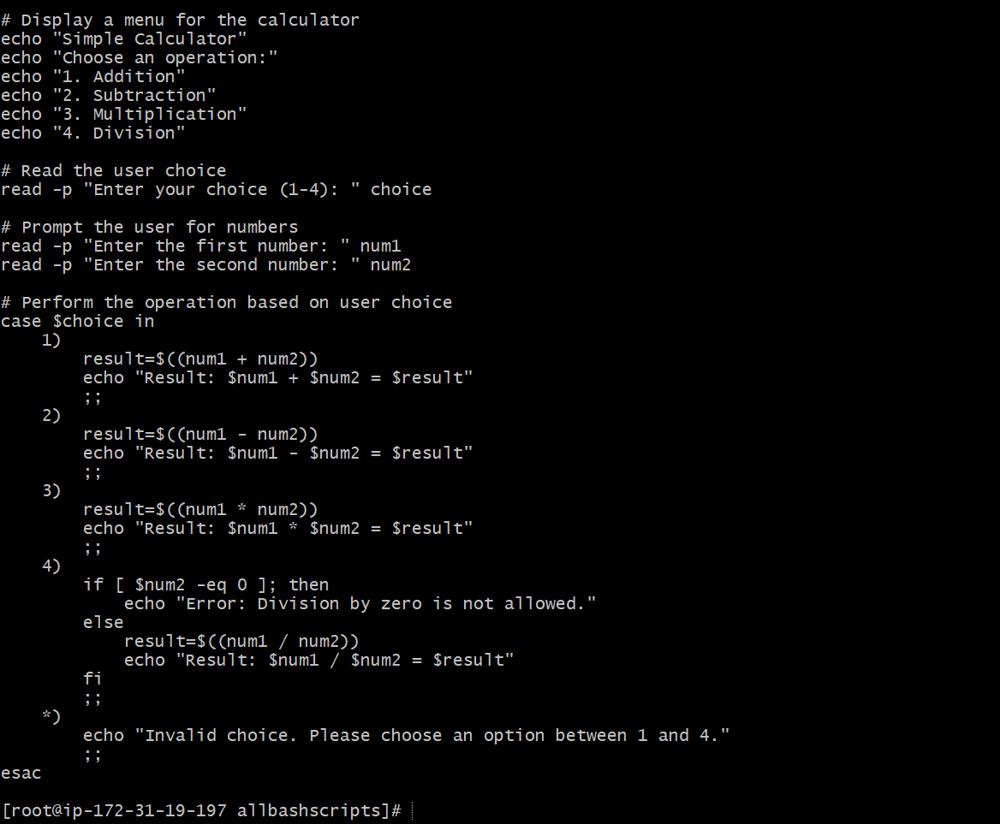 # Display a menu for the calculator
echo "Simple Calculator"
echo "Choose an operation:"
echo "1. Addition"
echo "2. Subtraction"
echo "3. Multiplication"
echo "4. Division"

# Read the user choice
read -p "Enter your choice (1-4): " choice

# Prompt the user for numbers
read -p "Enter the first number: " num1
read -p "Enter the second number: " num2

# Perform the operation based on user choice
case $choice in
    1)
        result=$((num1 + num2))
        echo "Result: $num1 + $num2 = $result"
        ;;
    2)
        result=$((num1 - num2))
        echo "Result: $num1 - $num2 = $result"
        ;;
    3)
        result=$((num1 * num2))
        echo "Result: $num1 * $num2 = $result"
        ;;
    4)
        if [ $num2 -eq 0 ]; then
            echo "Error: Division by zero is not allowed."
        else
            result=$((num1 / num2))
            echo "Result: $num1 / $num2 = $result"
        fi
        ;;
    *)
        echo "Invalid choice. Please choose an option between 1 and 4."
        ;;
esac

[root@ip-172-31-19-197 allbashscripts]#